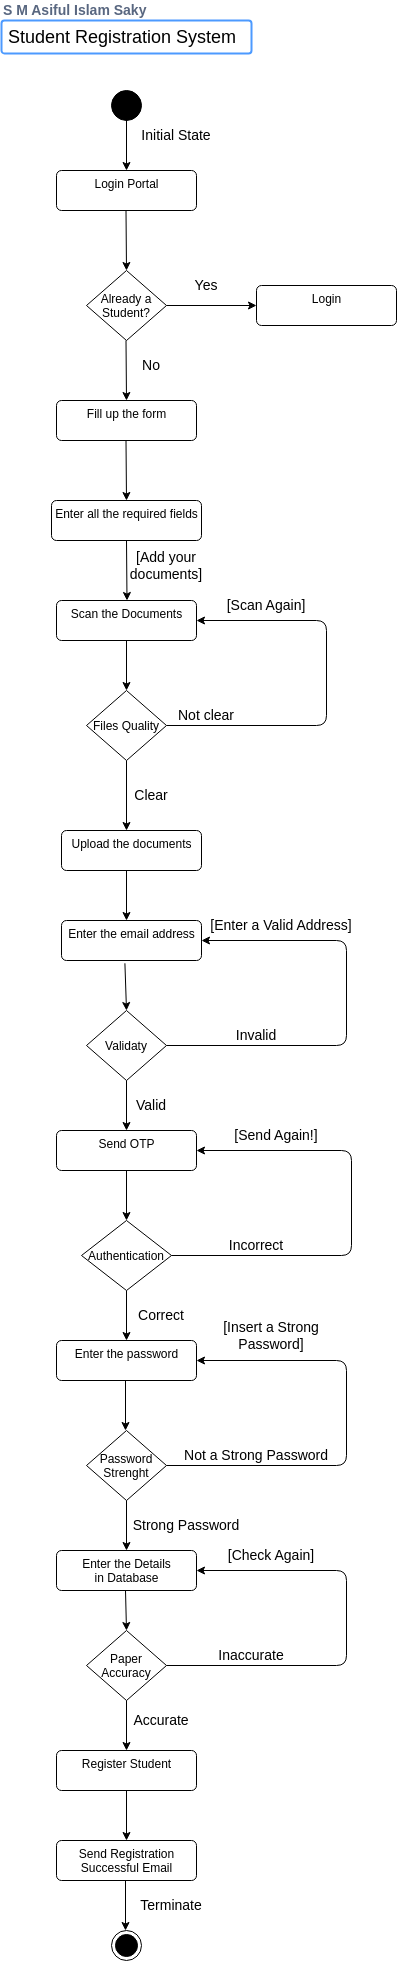 S M Asiful Islam Saky
Student Registration System
Initial State
Login Portal
Already a
Student?
Yes
Login
No
Fill up the form
Enter all the required fields
[Add your
documents]
Scan the Documents
[Scan Again]
Files Quality
Not clear
Clear
Upload the documents
Enter the email address
[Enter a Valid Address]
Validaty
Invalid
Valid
Send OTP
[Send Again!]
Authentication
Incorrect
Correct
Enter the password
[Insert a Strong
Password]
Password
Strenght
Not a Strong Password
Strong Password
Enter the Details
in Database
[Check Again]
Paper
Accuracy
Inaccurate
Accurate
Register Student
Send Registration
Successful Email
Terminate